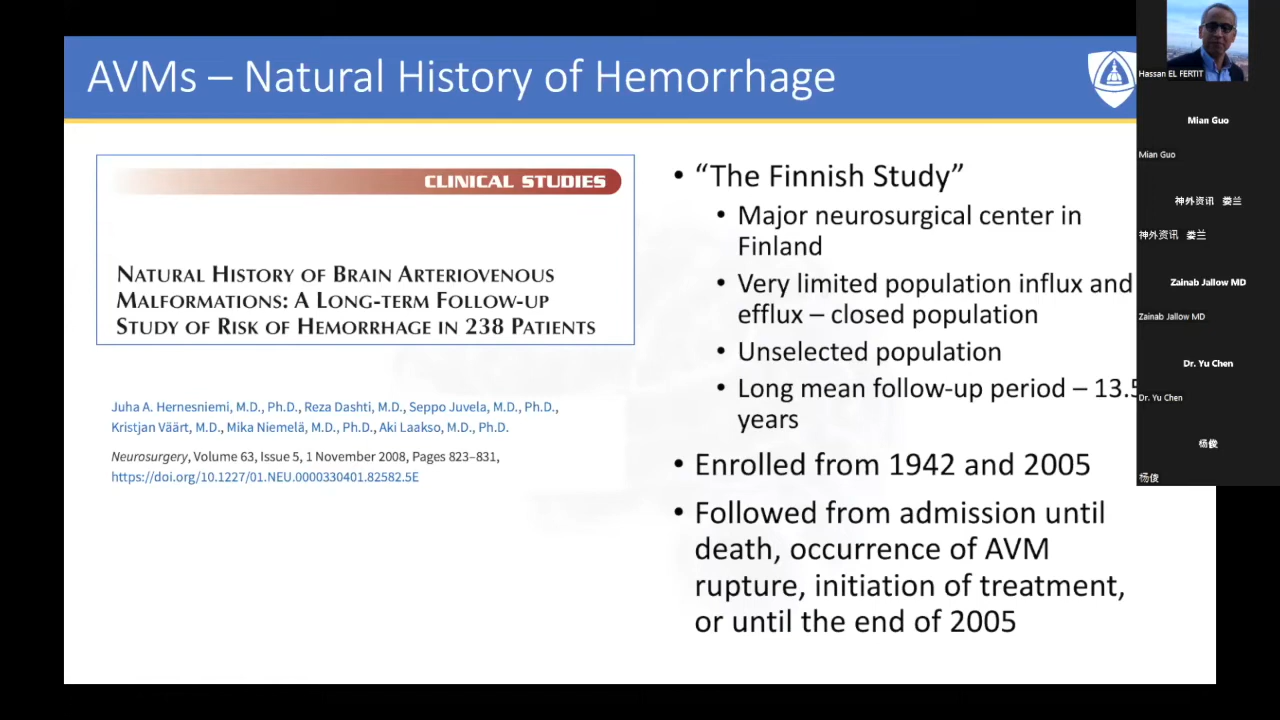 AVMs – Natural History of Hemorrhage
CLINICAL STUDIES
NATURAL HISTORY OF BRAIN ARTERIOVENOUS
MALFORMATIONS: A LONG-TERM FOLLOW-UP
STUDY OF RISK OF HEMORRHAGE IN 238 PATIENTS
Juha A. Hernesniemi, M.D., Ph.D., Reza Dashti, M.D., Seppo Juvela, M.D., Ph.D.,
Kristjan Väärt, M.D., Mika Niemelä, M.D., Ph.D., Aki Laakso, M.D., Ph.D.
Neurosurgery, Volume 63, Issue 5, 1 November 2008, Pages 823–831,
https://doi.org/10.1227/01.NEU.0000330401.82582.5E
• “The Finnish Study”
• Major neurosurgical center in
Finland
• Very limited population influx and
efflux – closed population
• Unselected population
• Long mean follow-up period – 13.5
years
• Enrolled from 1942 and 2005
• Followed from admission until
death, occurrence of AVM
rupture, initiation of treatment,
or until the end of 2005
Hassan EL FERTIT
Mian Guo
Mian Guo
神外资讯 娄兰
神外资讯 娄兰
Zainab Jallow MD
Zainab Jallow MD
Dr. Yu Chen
Dr. Yu Chen
杨俊
杨俊